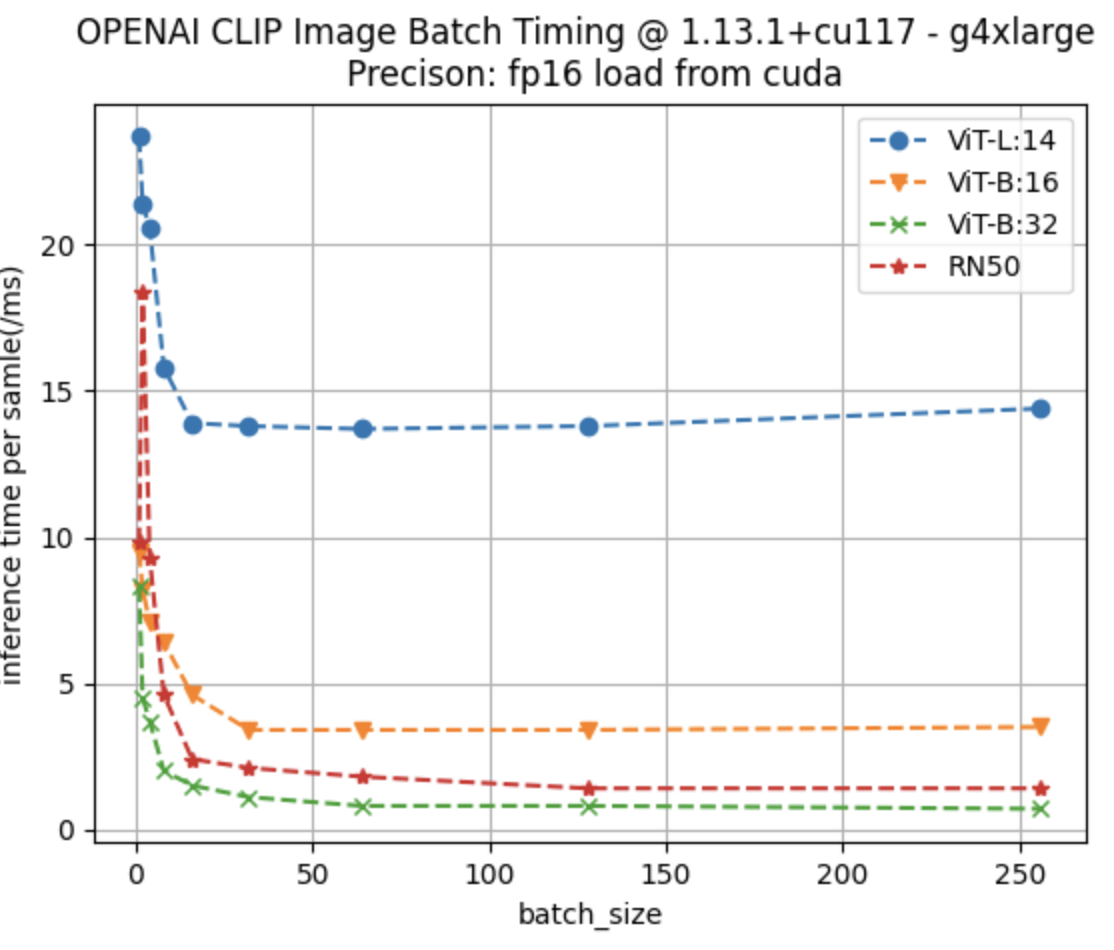 OPENAI CLIP Image Batch Timing @ 1.13.1+cu117 - g4xlarge
Precison: fp16 load from cuda
ViT-L:14
ViT-B:16
ViT-B:32
RN50
inference time per samle(/ms)
20
15
10
5
0
0 50 100 150 200 250
batch_size